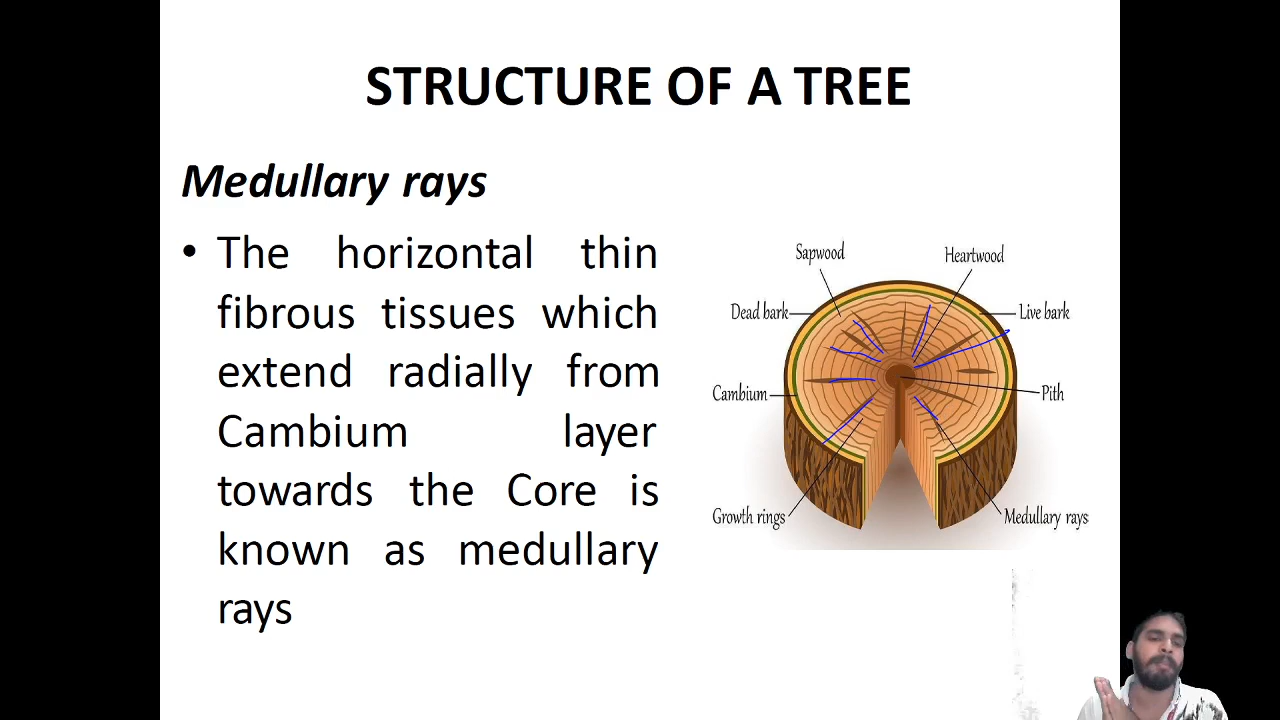 STRUCTURE OF A TREE
Medullary rays
• The horizontal thin
fibrous tissues which
extend radially from
Cambium layer
towards the Core is
known as medullary
rays
Sapwood
Heartwood
Dead bark
Live bark
Cambium
Pith
Growth rings
Medullary rays